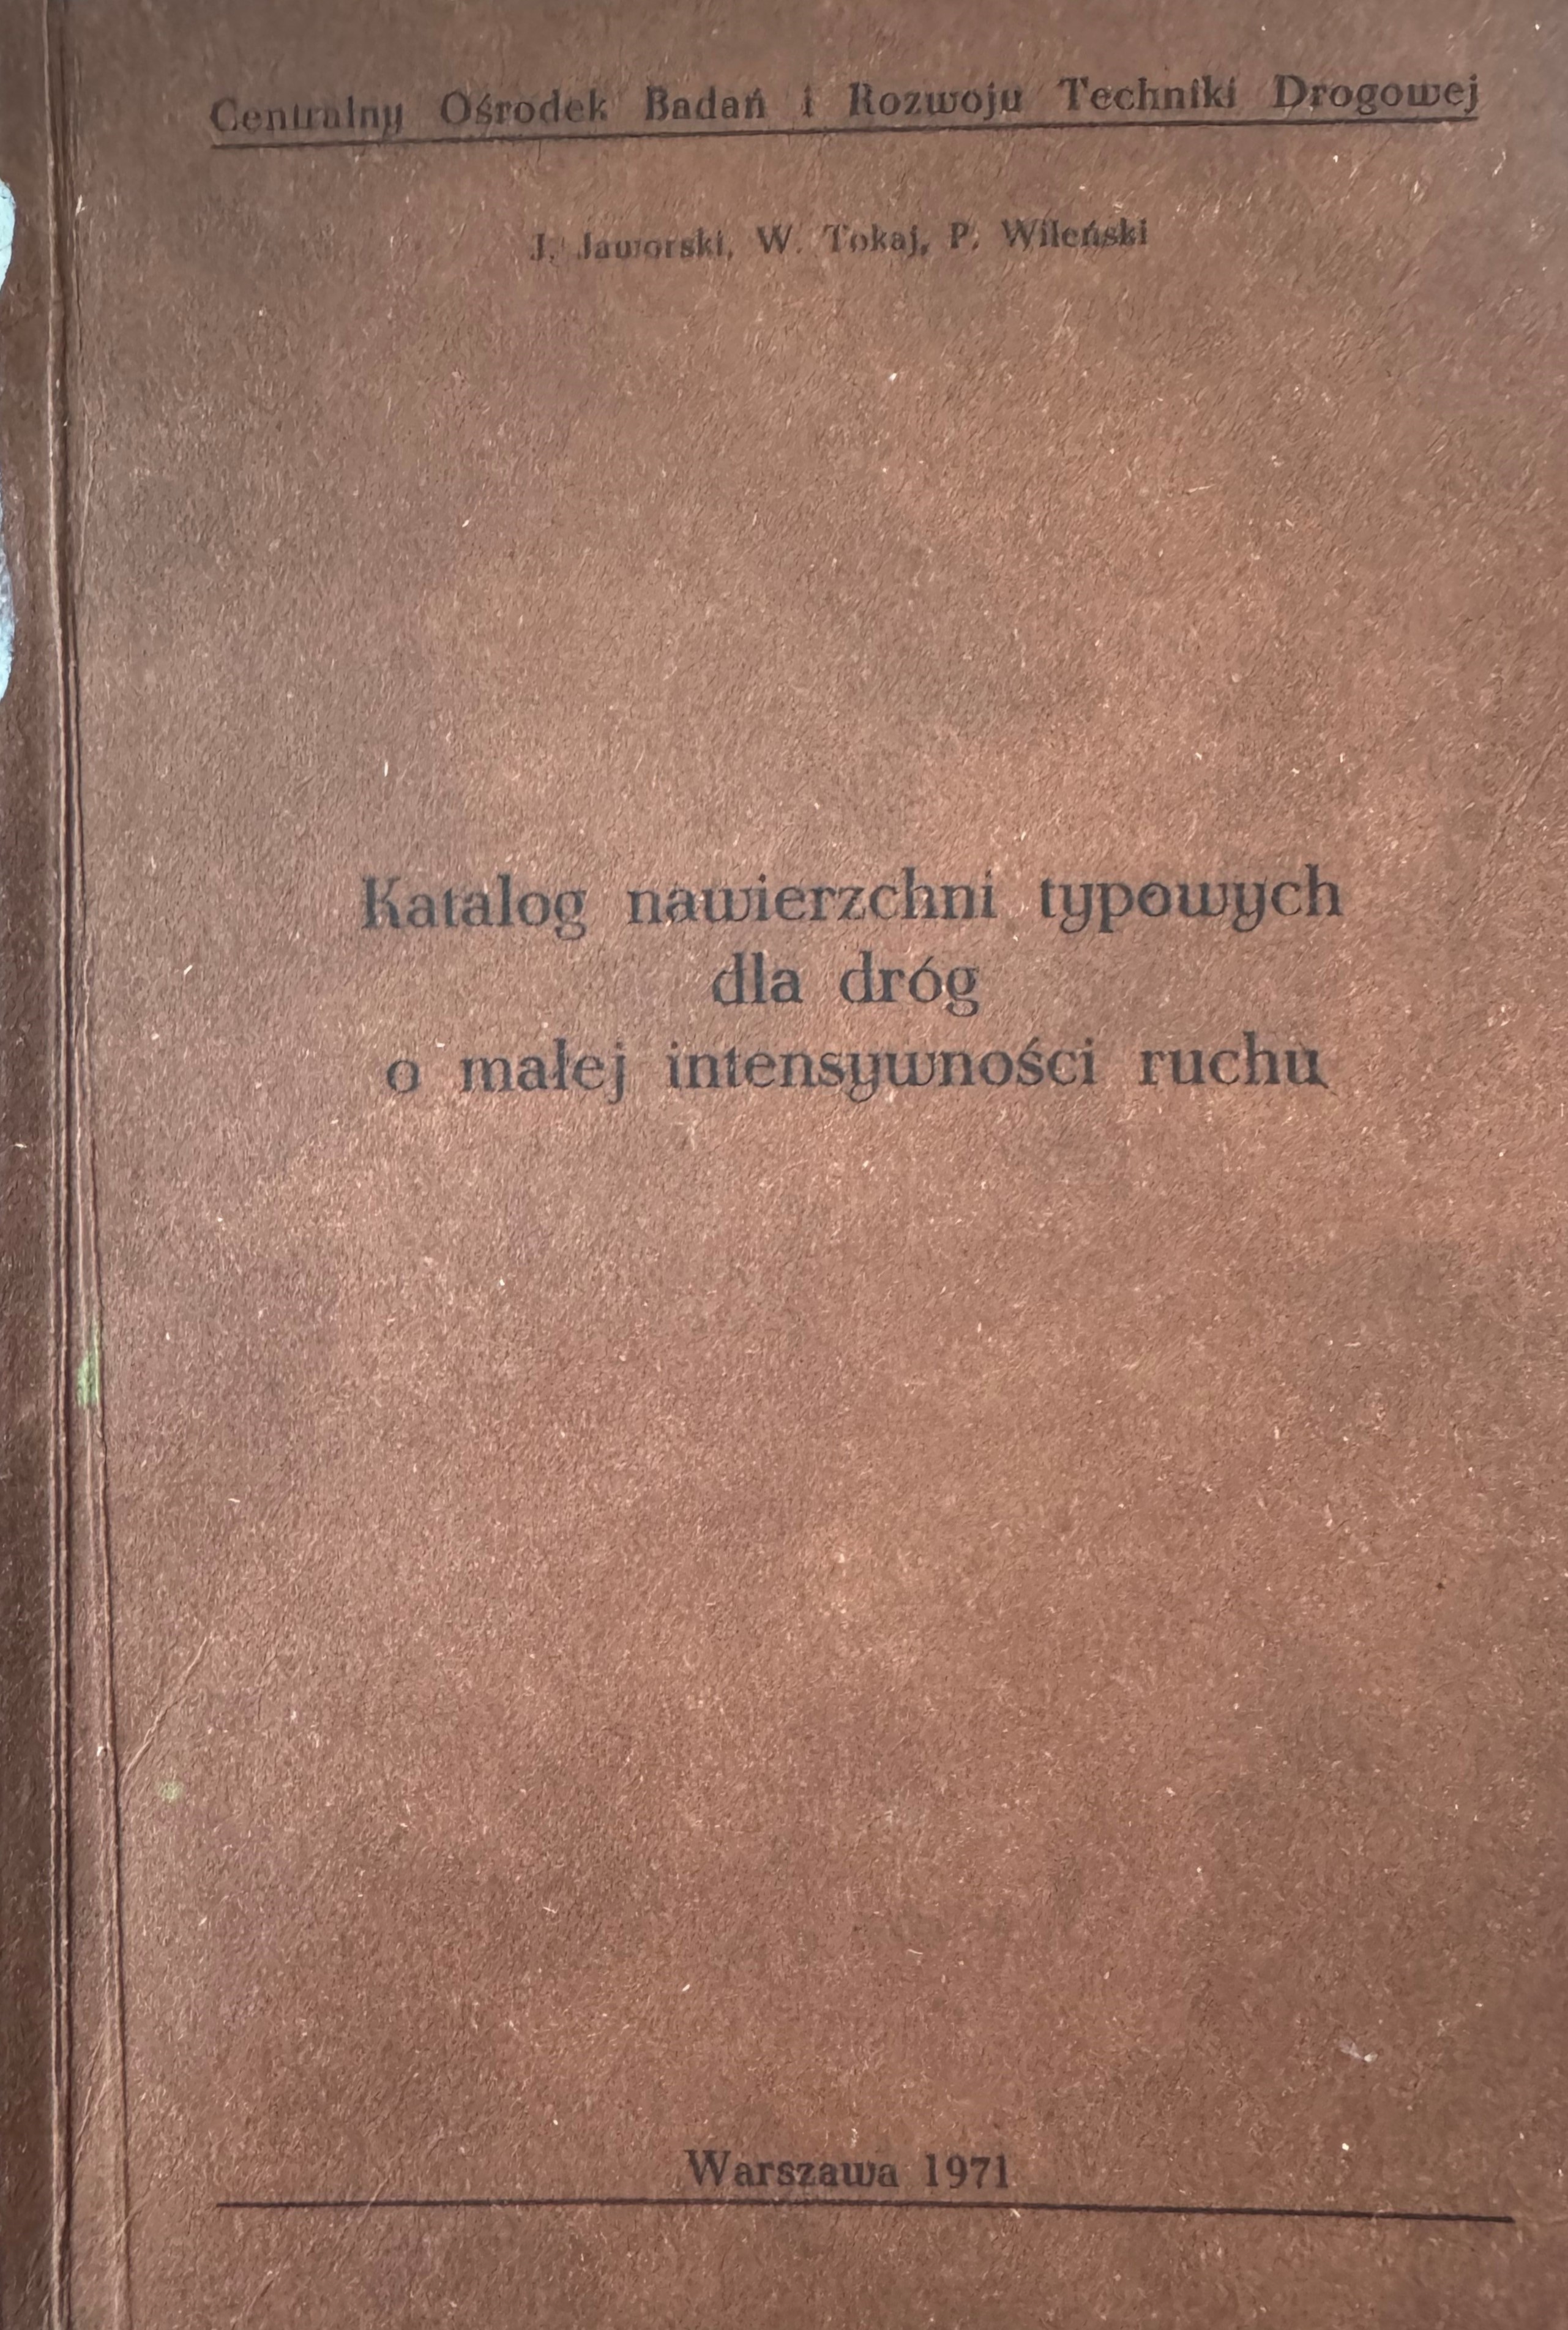 Centralny Ośrodek Badań i Rozwoju Techniki Drogowej
J. Jaworski, W. Tokaj, P. Wileński
Katalog nawierzchni typowych
dla dróg
o małej intensywności ruchu
Warszawa 1971